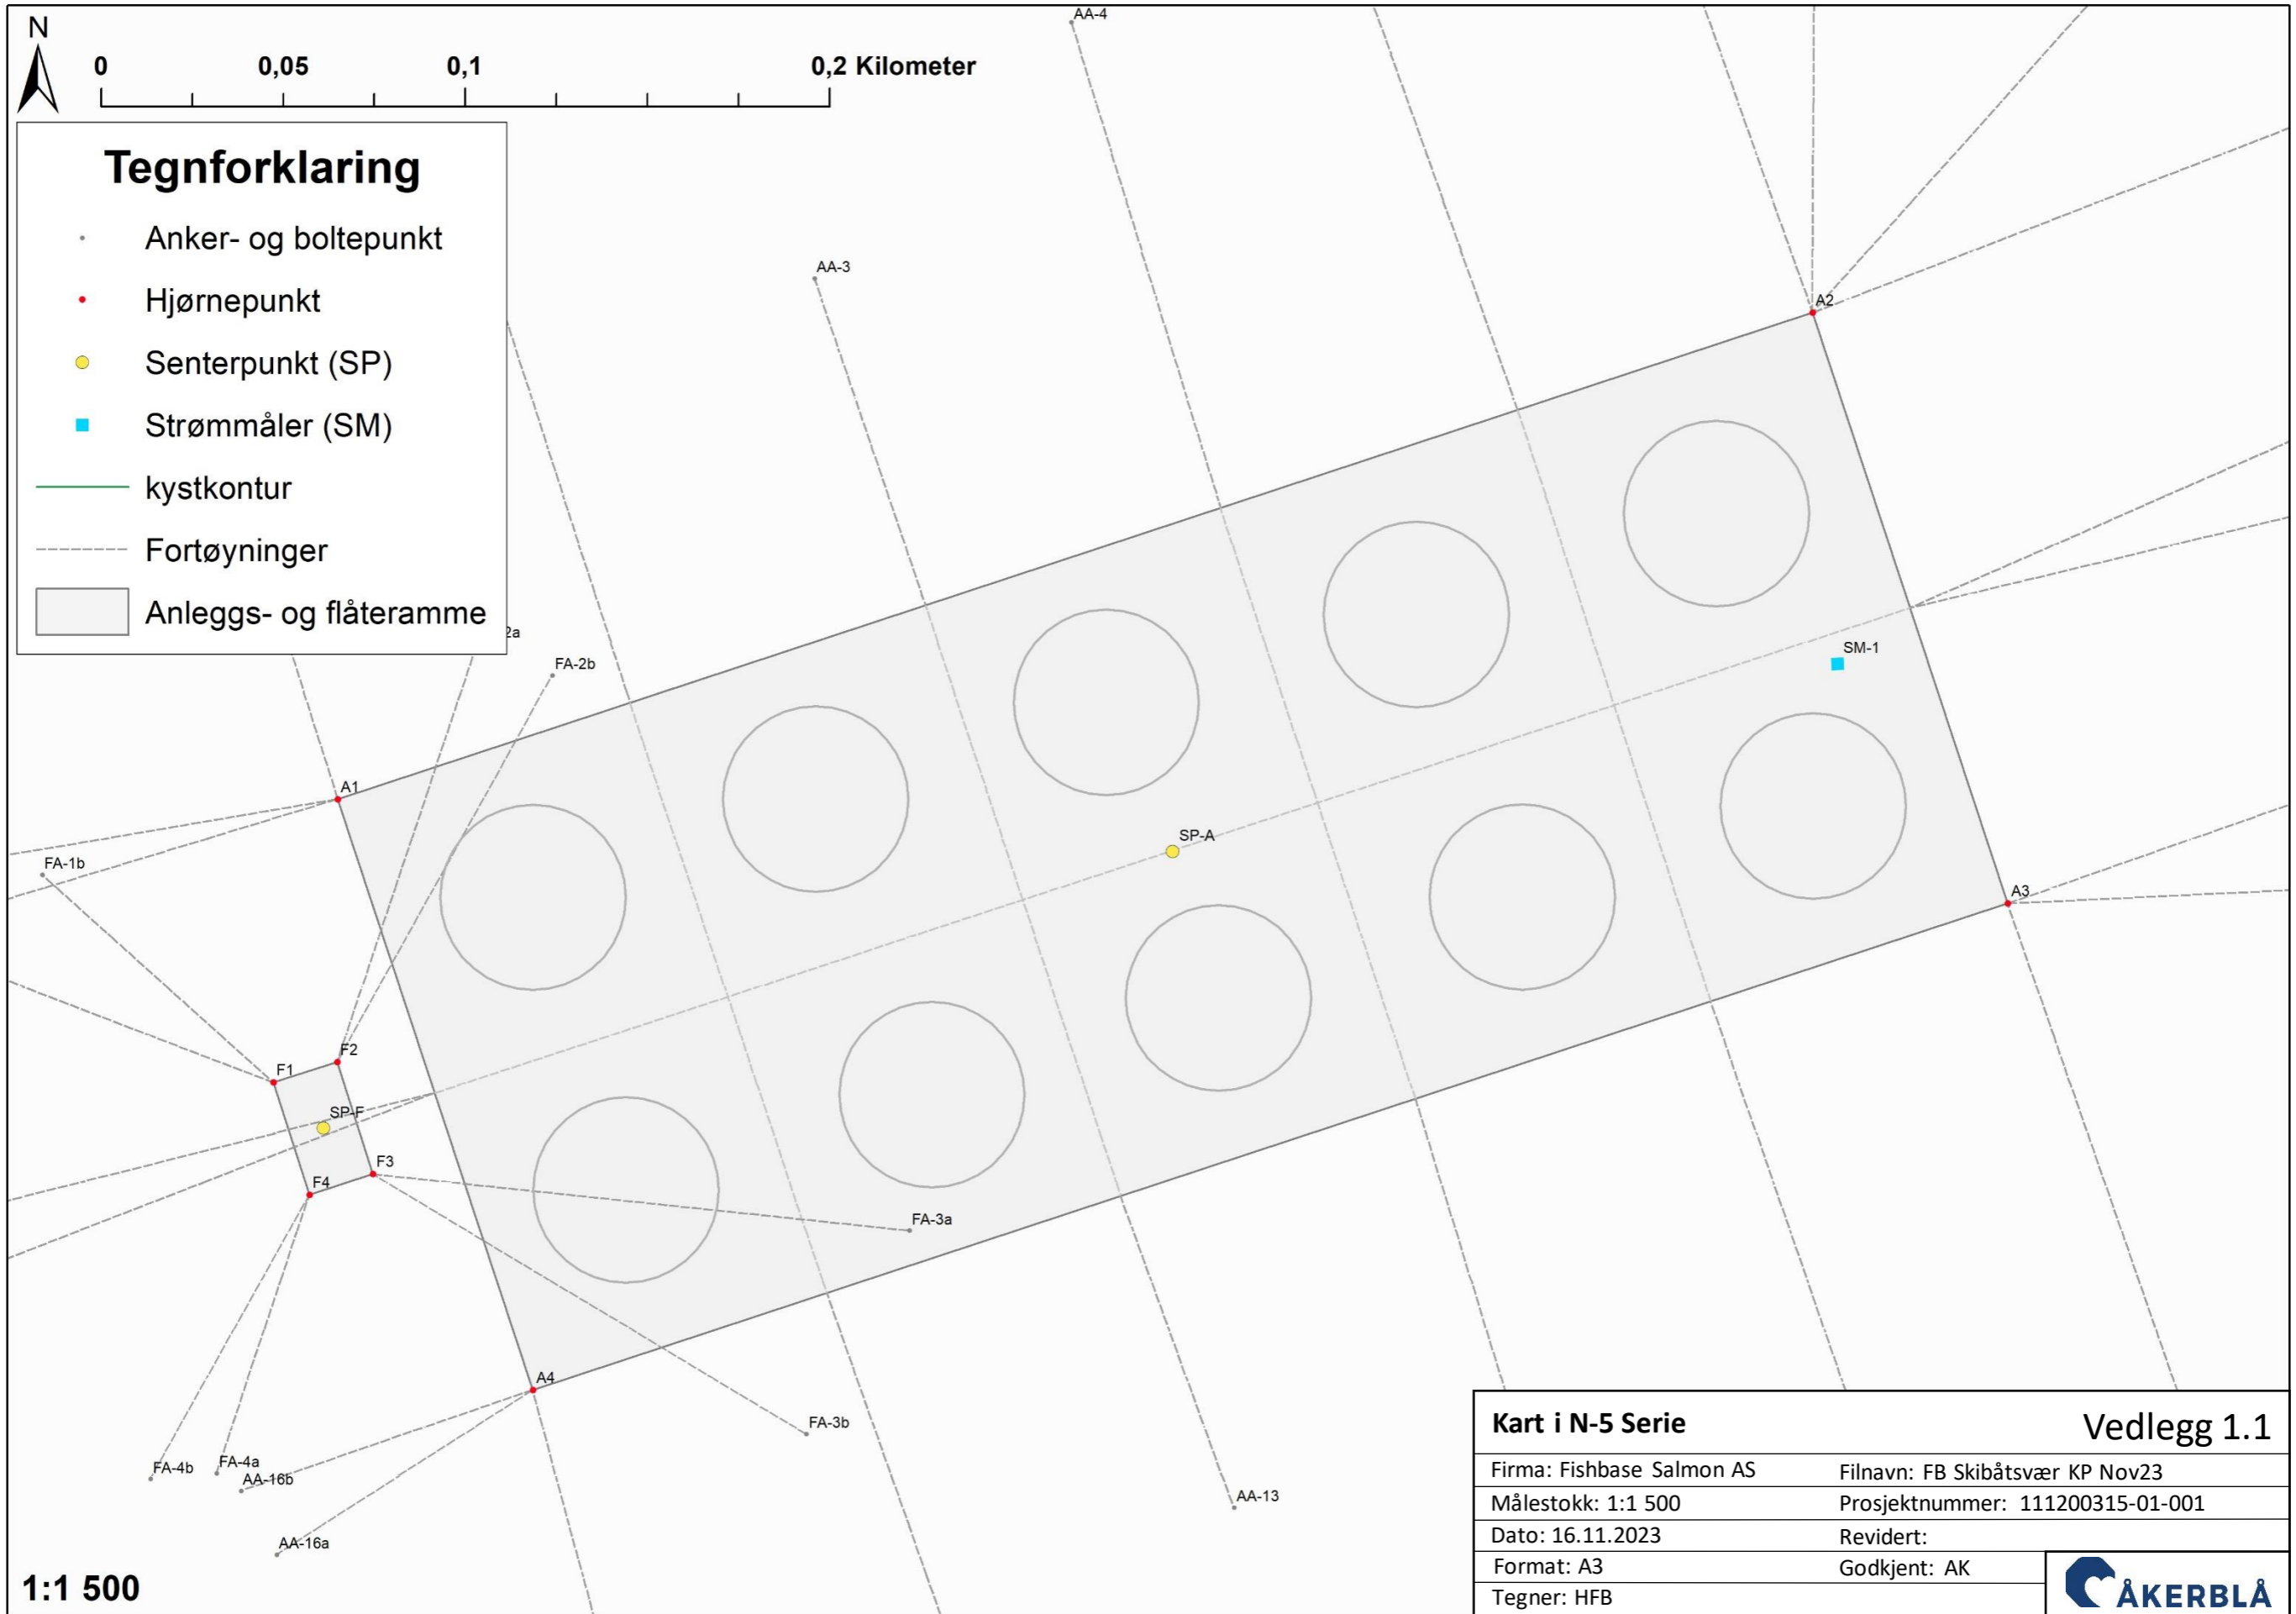 N
0 0,05 0,1 0,2 Kilometer
Tegnforklaring
Anker- og boltepunkt
Hjørnepunkt
Senterpunkt (SP)
Strømmåler (SM)
kystkontur
Fortøyninger
Anleggs- og flåteramme
AA-4
AA-3
A2
2a
FA-2b
SM-1
A1
SP-A
FA-1b
A3
F2
F1
SP-F
F3
F4
FA-3a
A4
FA-3b
FA-4b
FA-4a
AA-16b
AA-13
AA-16a
1:1 500
Kart i N-5 Serie Vedlegg 1.1
Firma: Fishbase Salmon AS Filnavn: FB Skibåtsvær KP Nov23
Målestokk: 1:1 500 Prosjektnummer: 111200315-01-001
Dato: 16.11.2023 Revidert:
Format: A3 Godkjent: AK
Tegner: HFB
ÅKERBLÅ